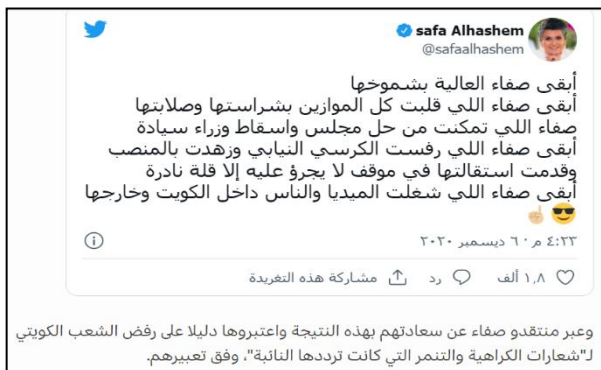 safa Alhashem
@safaalhashem
أبقى صفاء العالية بشموخها
أبقى صفاء اللي قلبت كل الموازين بشراستها وصلابتها
صفاء اللي تمكنت من حل مجلس واسقاط وزراء سيادة
أبقى صفاء اللي رفست الكرسي النيابي وزهدت بالمنصب
وقدمت استقالتها في موقف لا يجرؤ عليه إلا قلة نادرة
أبقى صفاء اللي شغلت الميديا والناس داخل الكويت وخارجها
😎☝🏼
٤:٢٣ م · ٦ ديسمبر ٢٠٢٠
١,٨ ألف رد مشاركة هذه التغريدة
وعبر منتقدو صفاء عن سعادتهم بهذه النتيجة واعتبروها دليلا على رفض الشعب الكويتي
لـ"شعارات الكراهية والتنمر التي كانت ترددها النائبة"، وفق تعبيرهم.